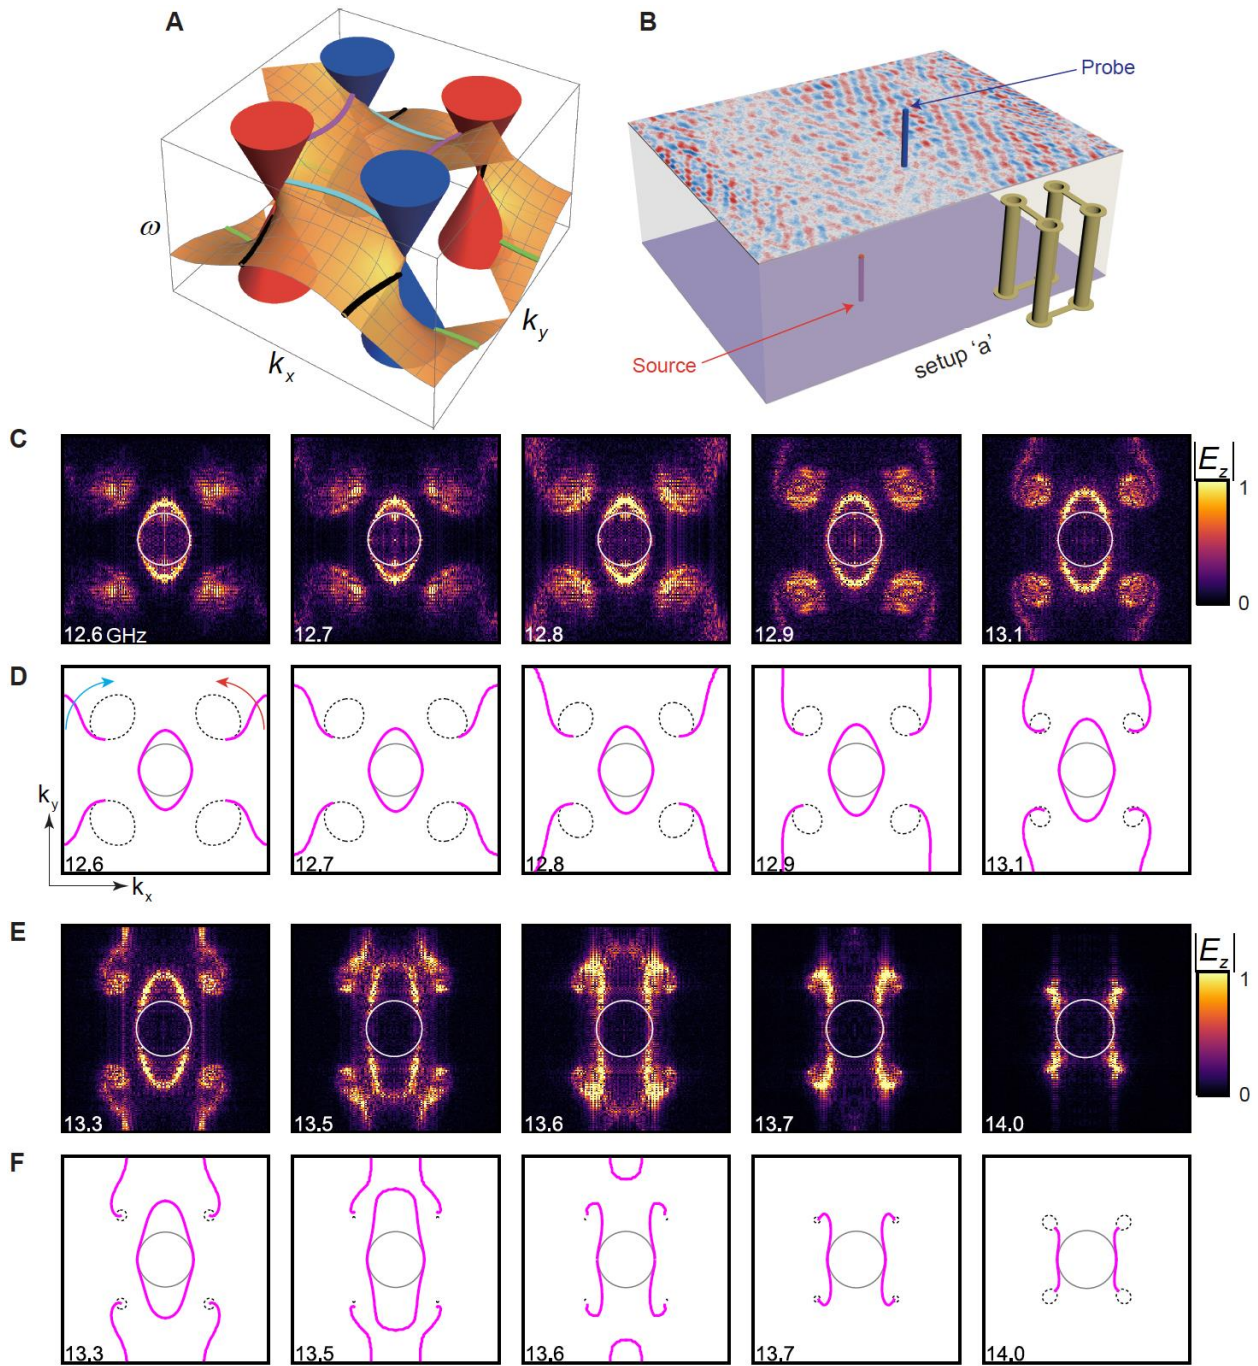 A
B
Probe
ω
k_y
k_x
Source
setup ‘a’
C
|E_z|
1
0
12.6 GHz
12.7
12.8
12.9
13.1
D
k_y
k_x
12.6
12.7
12.8
12.9
13.1
E
|E_z|
1
0
13.3
13.5
13.6
13.7
14.0
F
13.3
13.5
13.6
13.7
14.0